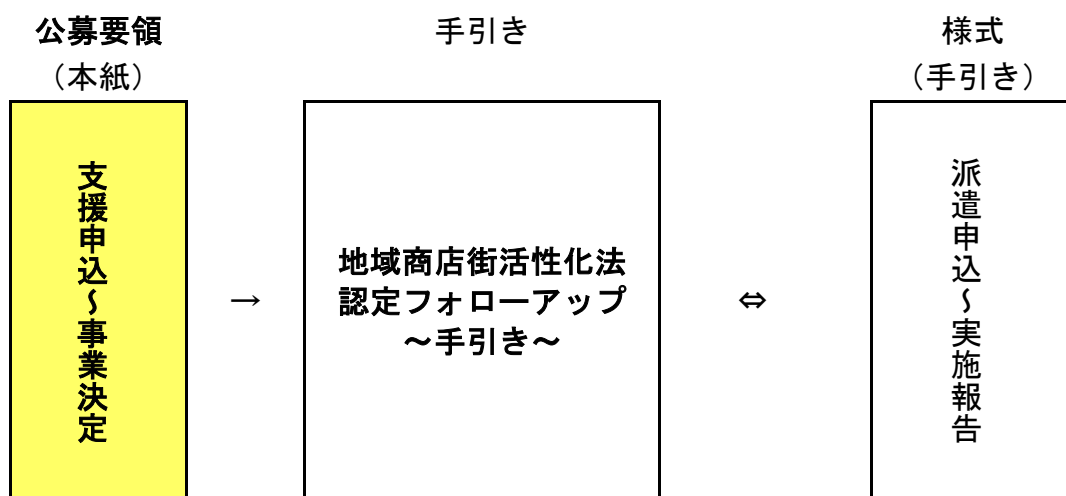 公募要領
（本紙）
支援申込～事業決定
→
手引き
地域商店街活性化法
認定フォローアップ
～手引き～
⇔
様式
（手引き）
派遣申込～実施報告